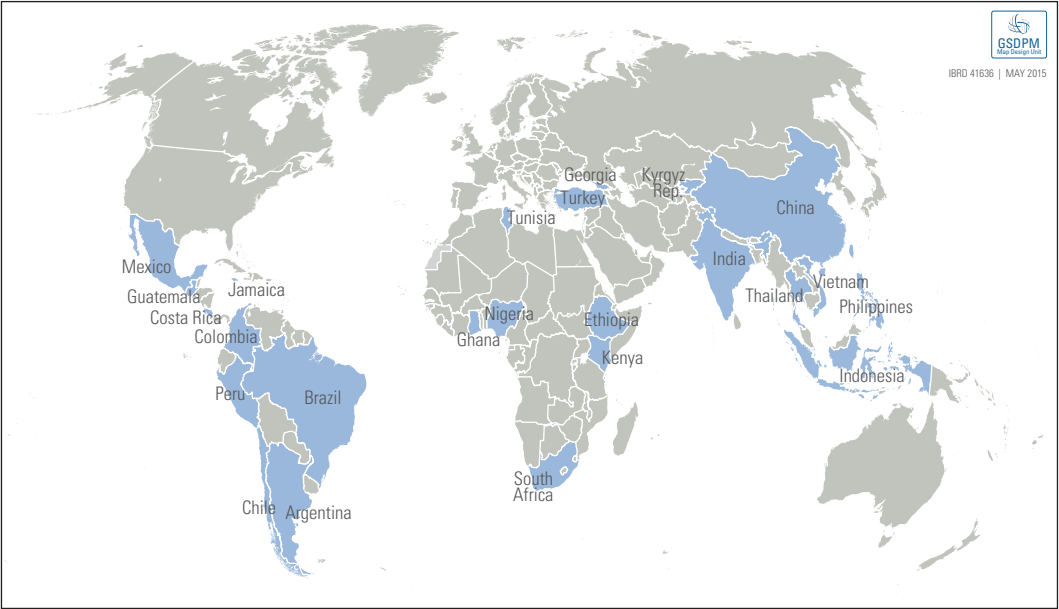 GSDPM
Map Design Unit
IBRD 41636 | MAY 2015
Georgia
Kyrgyz
Rep.
Turkey
China
Tunisia
India
Mexico
Vietnam
Jamaica
Guatemala
Thailand
Philippines
Costa Rica
Nigeria
Ethiopia
Colombia
Ghana
Kenya
Indonesia
Peru
Brazil
South
Africa
Chile
Argentina